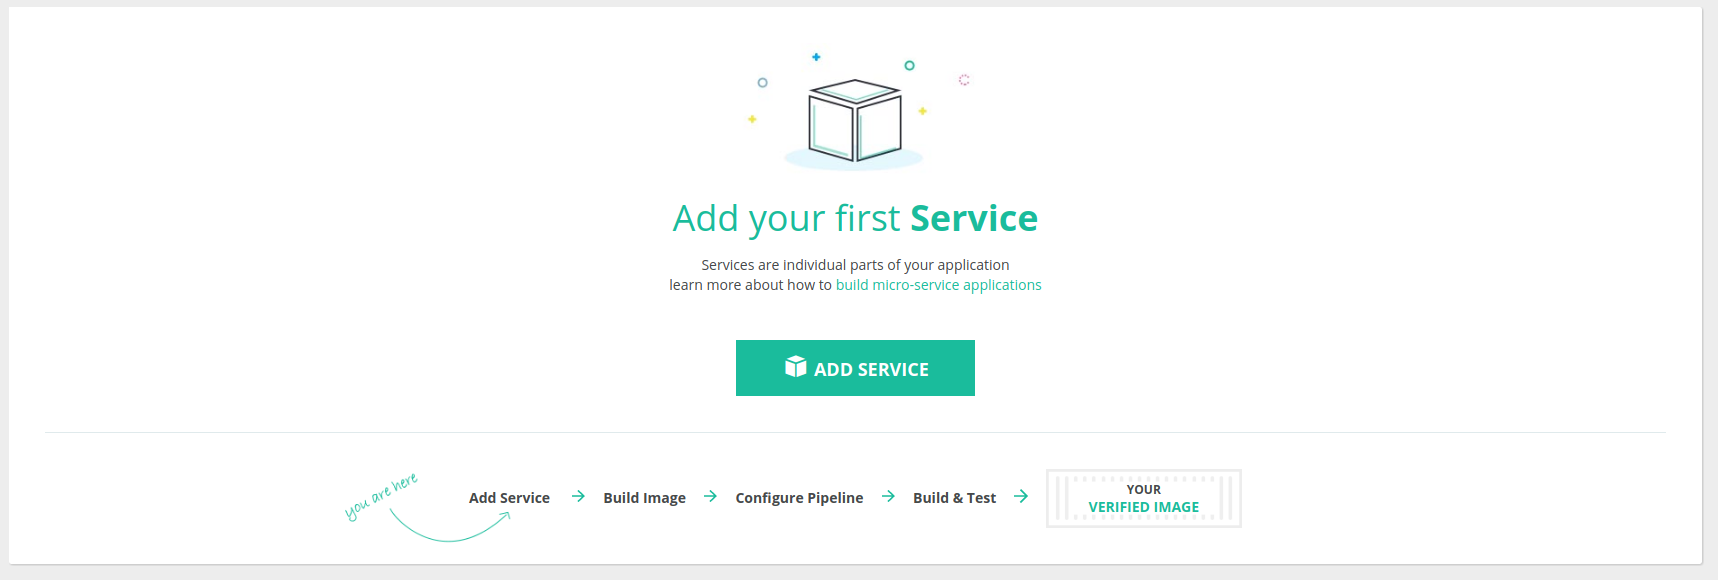 Add your first Service
Services are individual parts of your application
learn more about how to build micro-service applications
ADD SERVICE
you are here
Add Service
Build Image
Configure Pipeline
Build & Test
YOUR
VERIFIED IMAGE